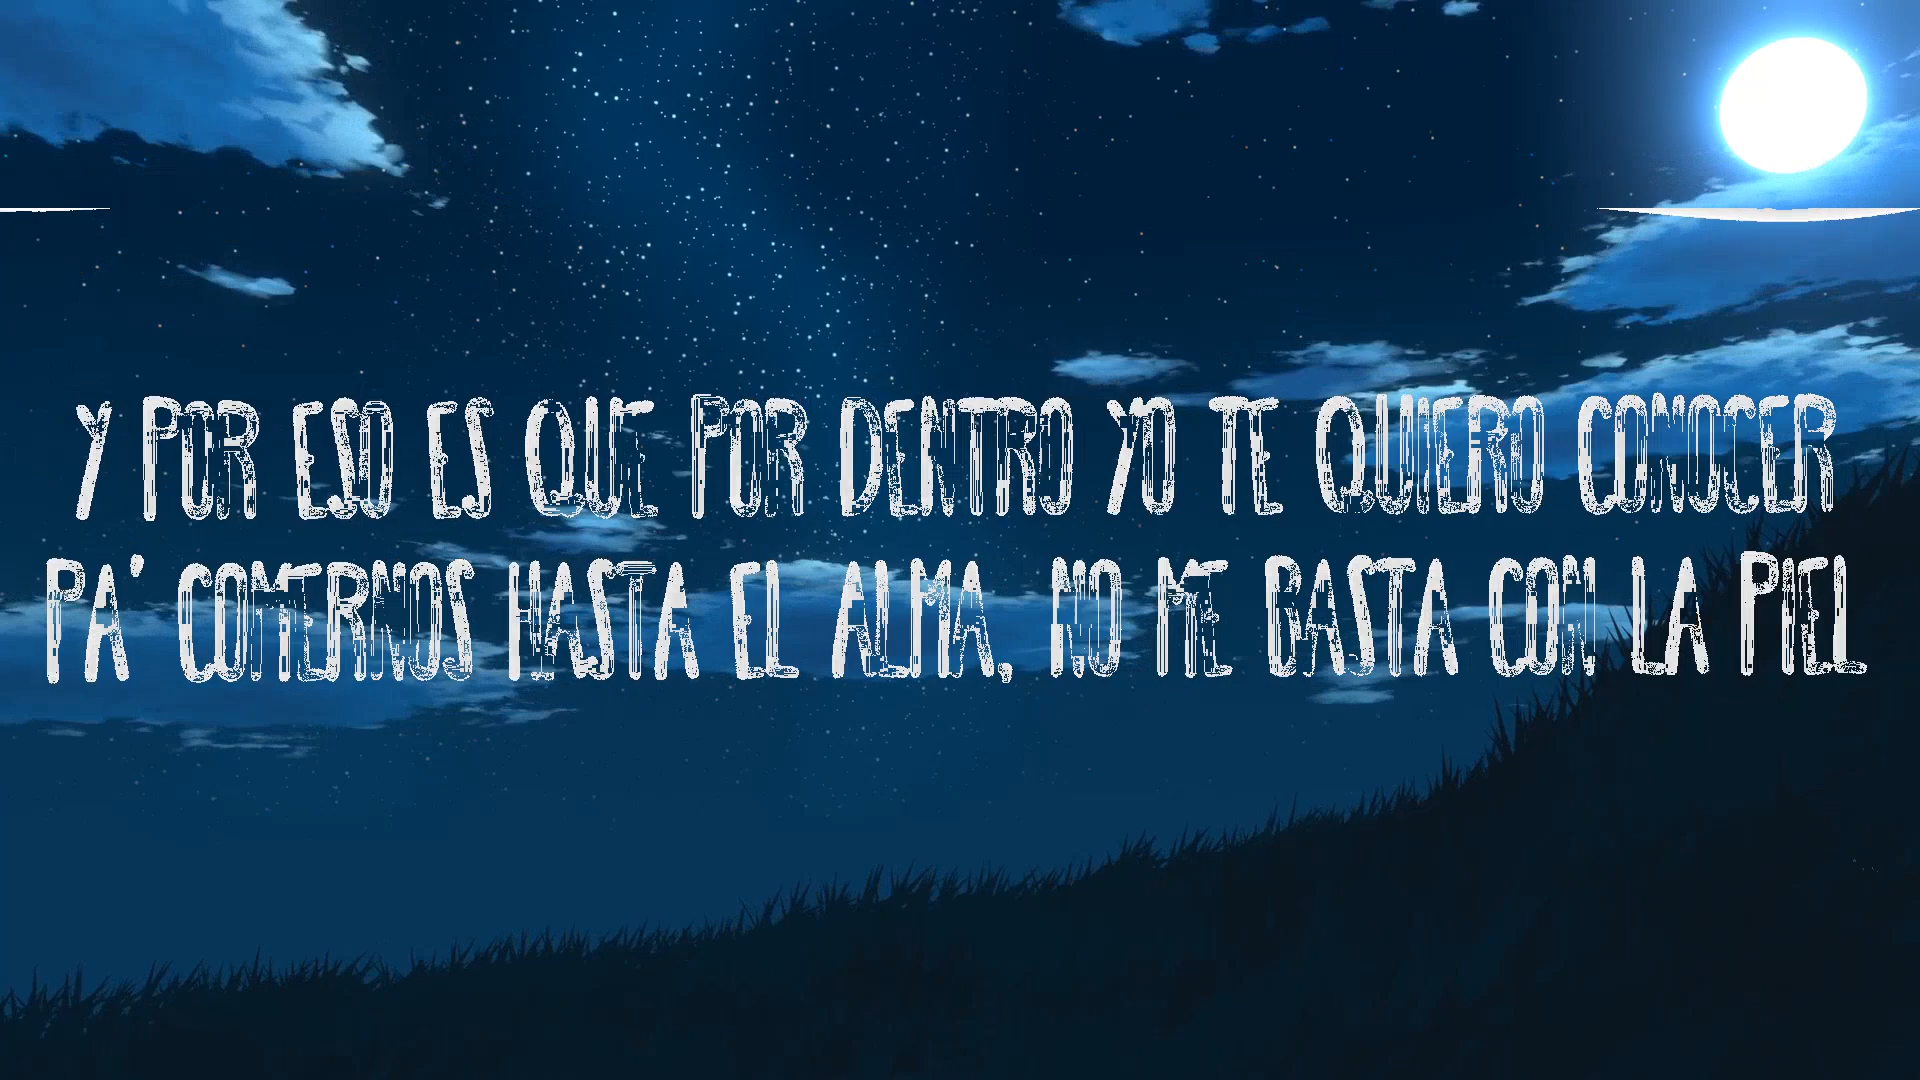 Y POR ESO ES QUE POR DENTRO YO TE QUIERO CONOCER
PA' COMERNOS HASTA EL ALMA, NO ME BASTA CON LA PIEL